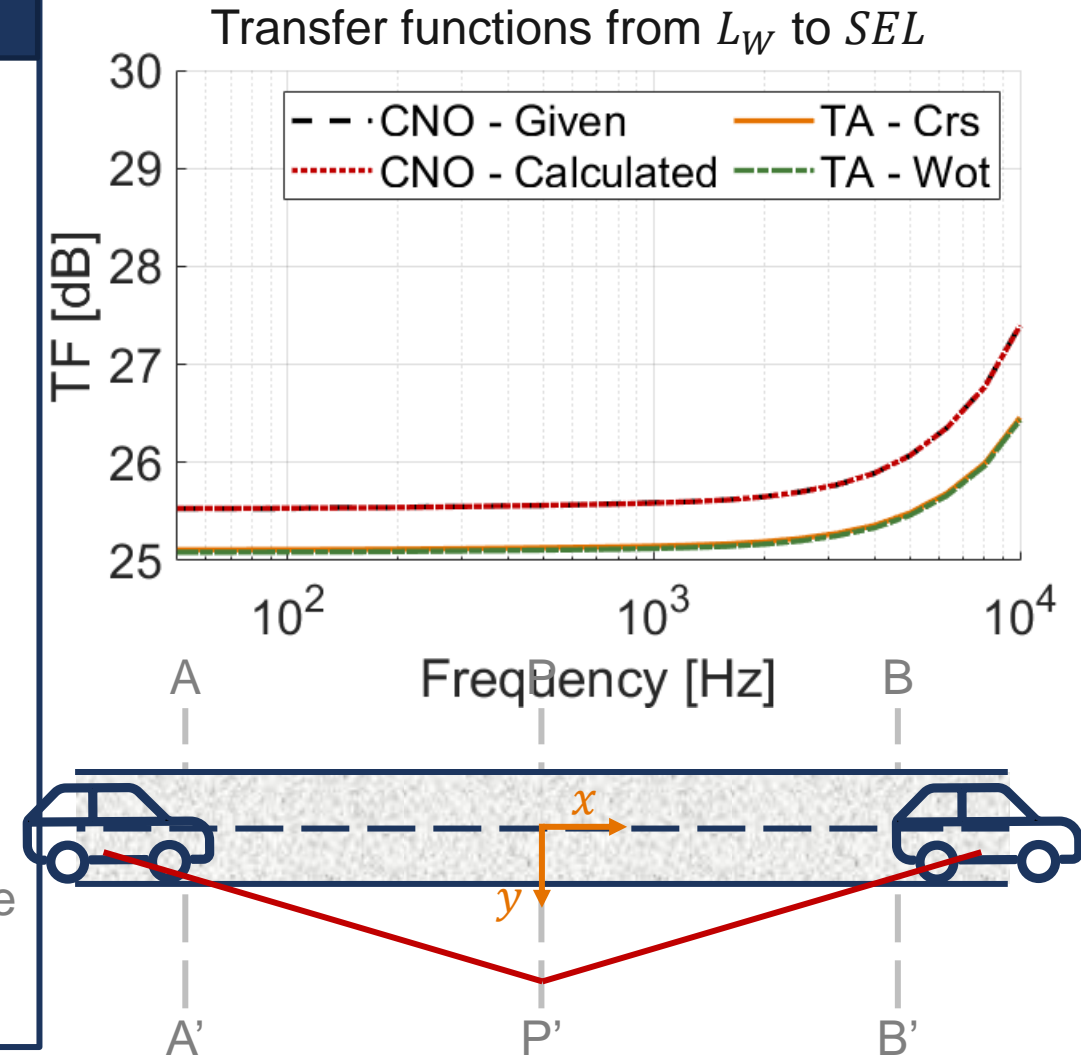 Transfer functions from L_W to SEL
30
29
28
27
26
25
TF [dB]
CNO - Given
TA - Crs
CNO - Calculated
TA - Wot
10^2
10^3
10^4
Frequency [Hz]
A
P
B
x
y
e
A’
P’
B’